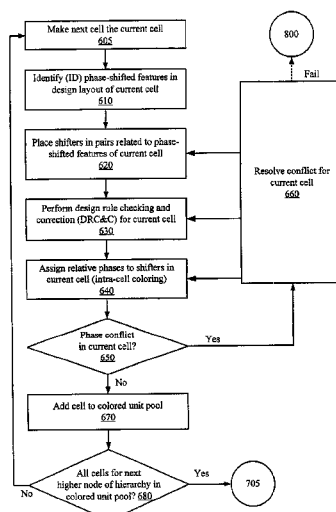 Make next cell the current cell
605
800
Fail
Identify (ID) phase-shifted features in
design layout of current cell
610
Place shifters in pairs related to phase-
shifted features of current cell
620
Resolve conflict for
current cell
660
Perform design rule checking and
correction (DRC&C) for current cell
630
Assign relative phases to shifters in
current cell (intra-cell coloring)
640
Phase conflict
in current cell?
650
Yes
No
Add cell to colored unit pool
670
All cells for next
higher node of hierarchy in
colored unit pool? 680
Yes
No
705